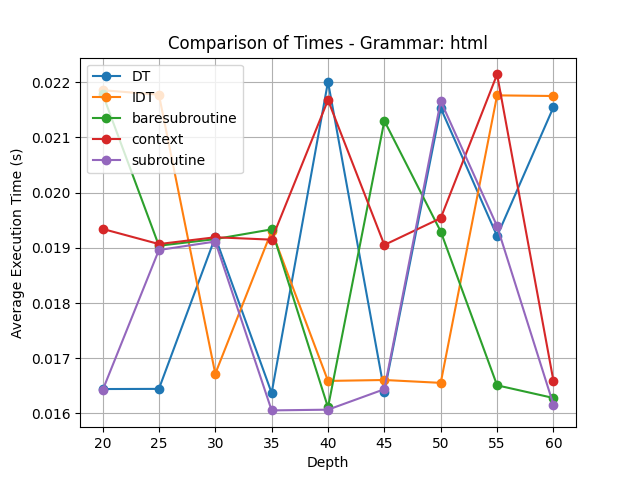 Comparison of Times - Grammar: html
DT
IDT
baresubroutine
context
subroutine
Average Execution Time (s)
0.022
0.021
0.020
0.019
0.018
0.017
0.016
20 25 30 35 40 45 50 55 60
Depth